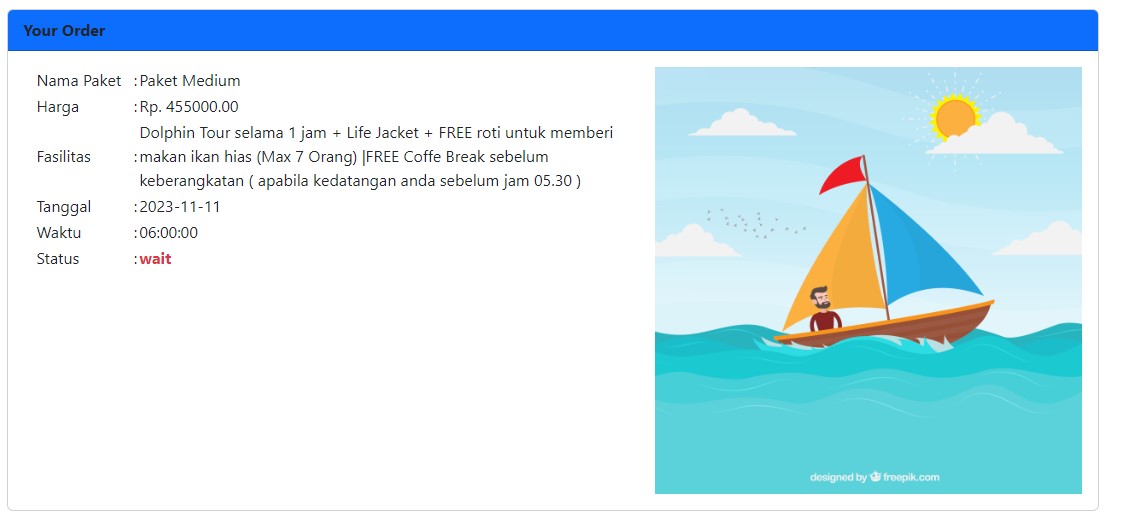 Your Order
Nama Paket : Paket Medium
Harga : Rp. 455000.00
Dolphin Tour selama 1 jam + Life Jacket + FREE roti untuk memberi
Fasilitas : makan ikan hias (Max 7 Orang) |FREE Coffe Break sebelum
keberangkatan ( apabila kedatangan anda sebelum jam 05.30 )
Tanggal : 2023-11-11
Waktu : 06:00:00
Status : wait
designed by freepik.com